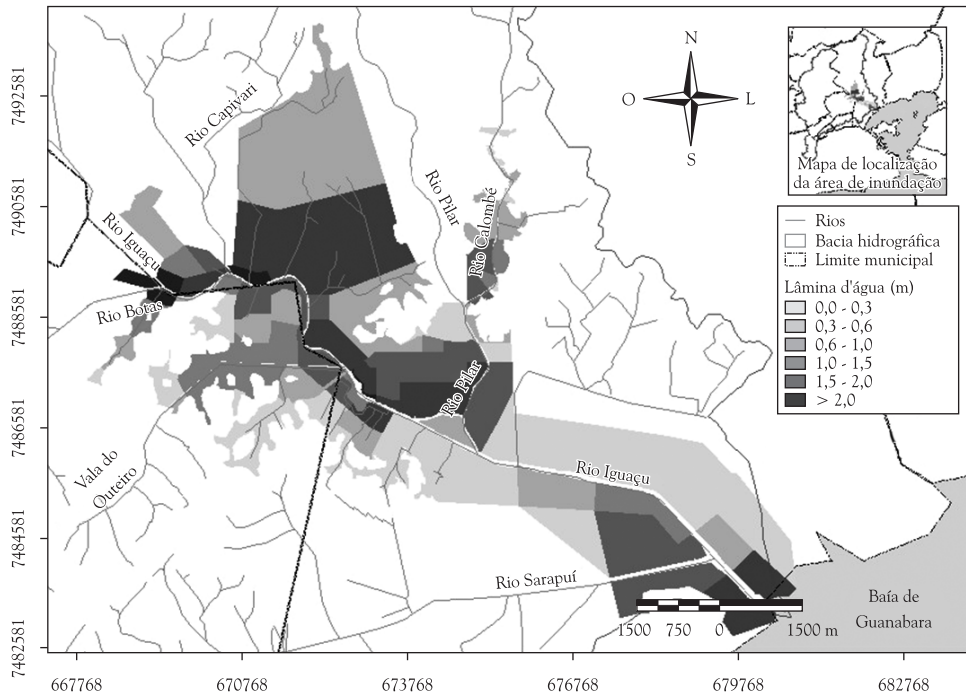 N
O
L
S
Mapa de localização
da área de inundação
Rios
Bacia hidrográfica
Limite municipal
Lâmina d'água (m)
0,0 - 0,3
0,3 - 0,6
0,6 - 1,0
1,0 - 1,5
1,5 - 2,0
> 2,0
Rio Capivari
Rio Pilar
Rio Calombé
Rio Iguaçu
Rio Botas
Rio Pilar
Vala do
Outeiro
Rio Iguaçu
Rio Sarapuí
Baía de
Guanabara
1500 750 0 1500 m
7492581
7490581
7488581
7486581
7484581
7482581
667768 670768 673768 676768 679768 682768